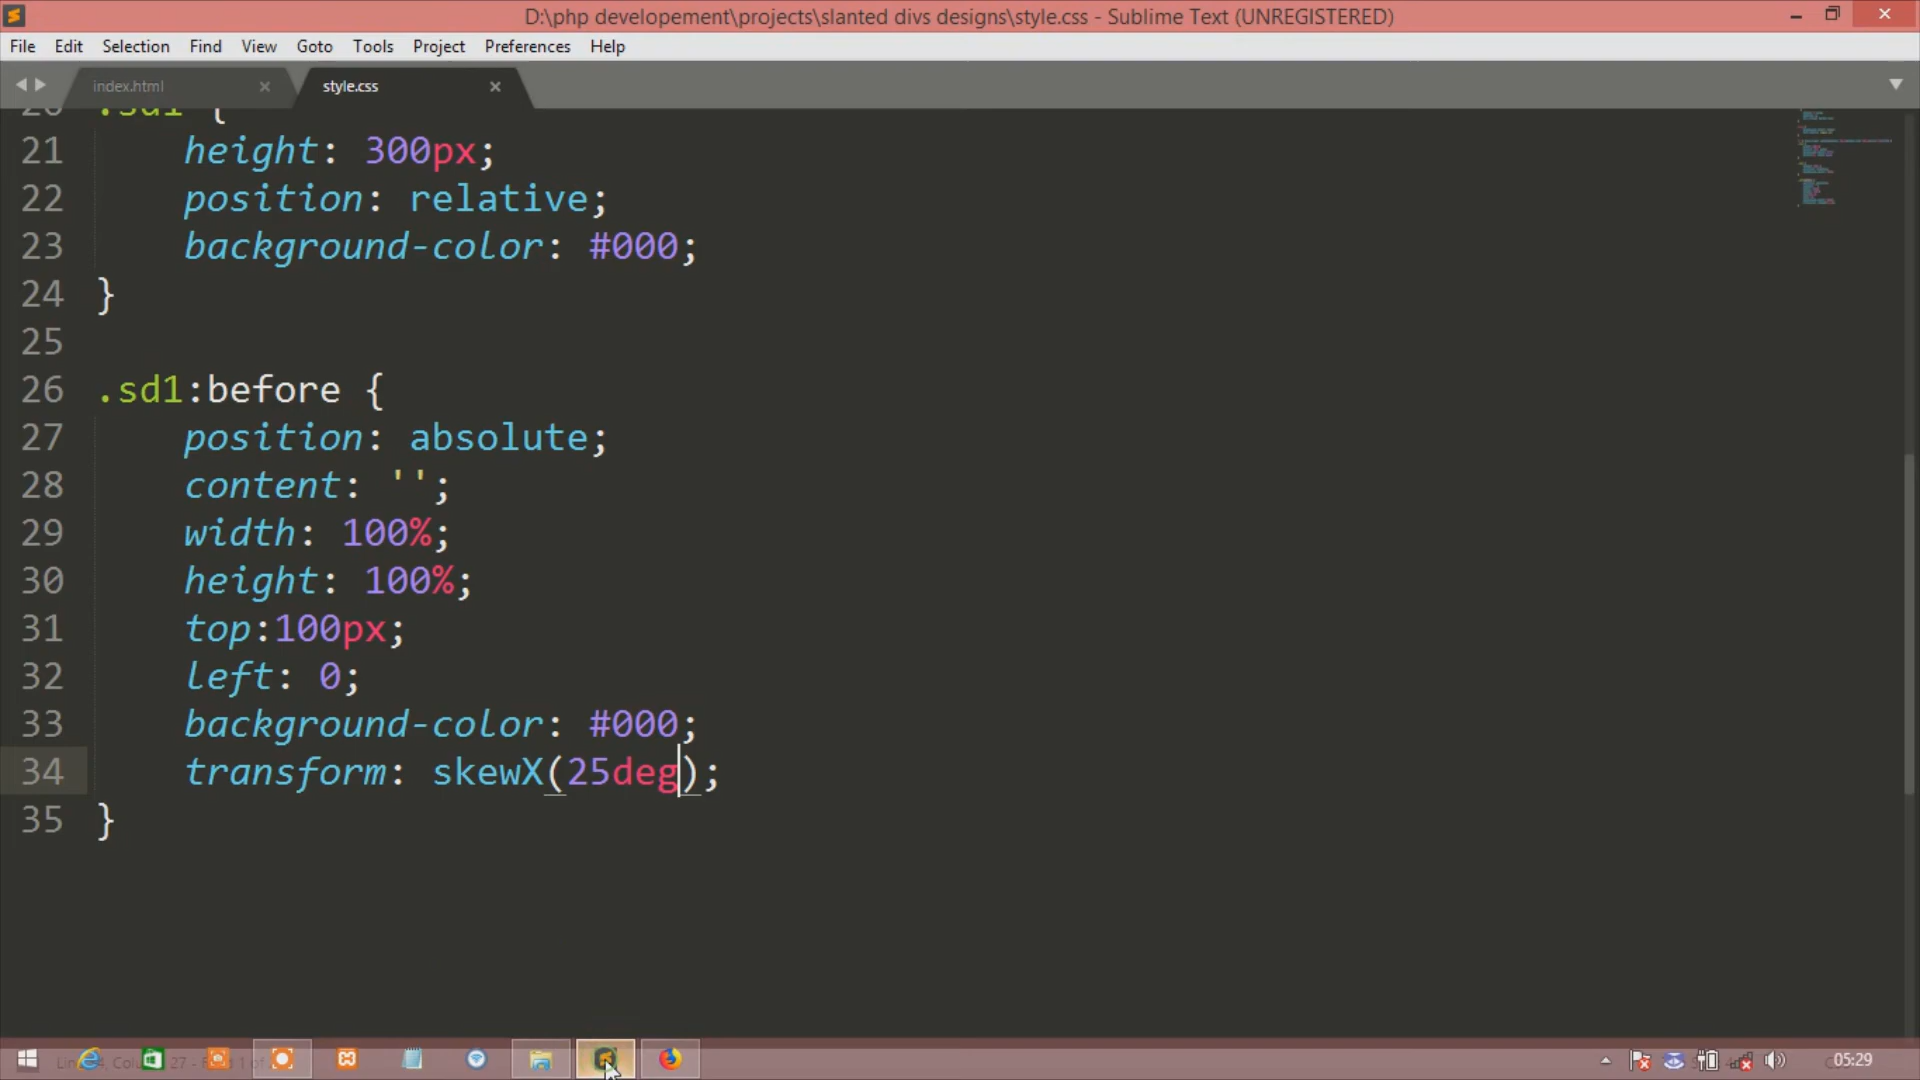 D:\php developement\projects\slanted divs designs\style.css - Sublime Text (UNREGISTERED)
File Edit Selection Find View Goto Tools Project Preferences Help
index.html style.css
20 .sd1 {
21 height: 300px;
22 position: relative;
23 background-color: #000;
24 }
25
26 .sd1:before {
27 position: absolute;
28 content: '';
29 width: 100%;
30 height: 100%;
31 top:100px;
32 left: 0;
33 background-color: #000;
34 transform: skewX(25deg);
35 }
05:29